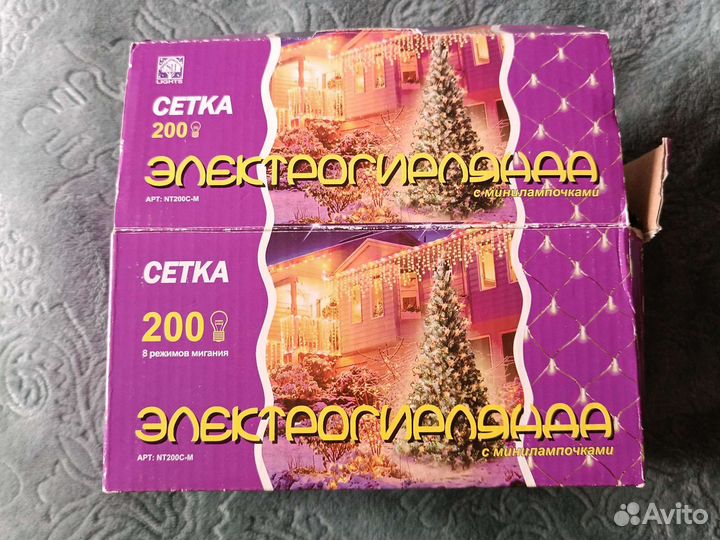 LIGHTS
СЕТКА
200
ЭЛЕКТРОГИРЛЯНДА
с минилампочками
АРТ: NT200C-M
СЕТКА
200
8 режимов мигания
ЭЛЕКТРОГИРЛЯНДА
с минилампочками
АРТ: NT200C-M
Avito